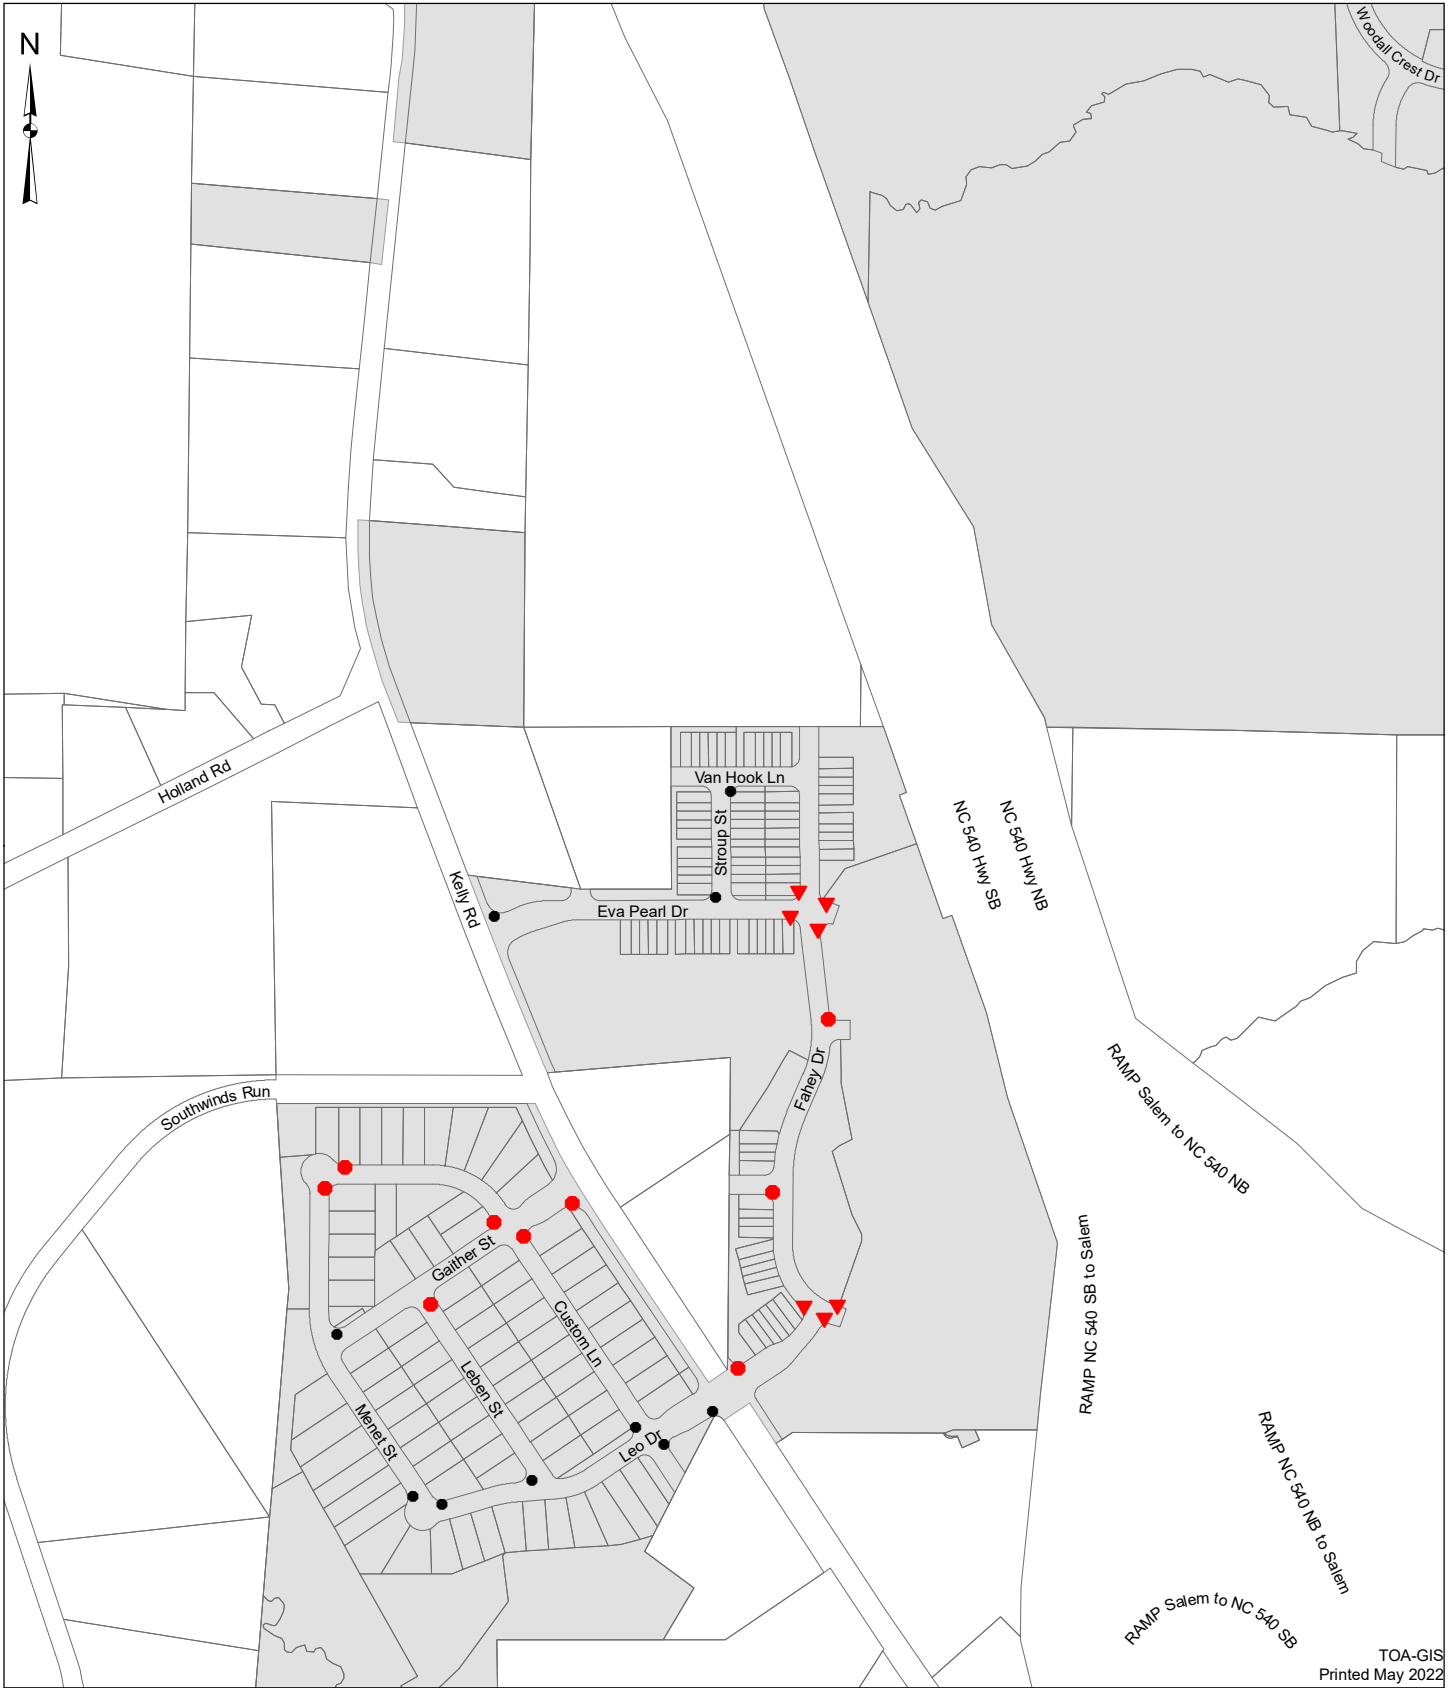 N
Woodall Crest Dr
Holland Rd
Van Hook Ln
Stroup St
NC 540 Hwy SB
NC 540 Hwy NB
Kelly Rd
Eva Pearl Dr
Fahey Dr
Southwinds Run
RAMP Salem to NC 540 NB
RAMP NC 540 SB to Salem
Gaither St
Custom Ln
Leben St
Menet St
Leo Dr
RAMP NC 540 NB to Salem
RAMP Salem to NC 540 SB
TOA-GIS
Printed May 2022